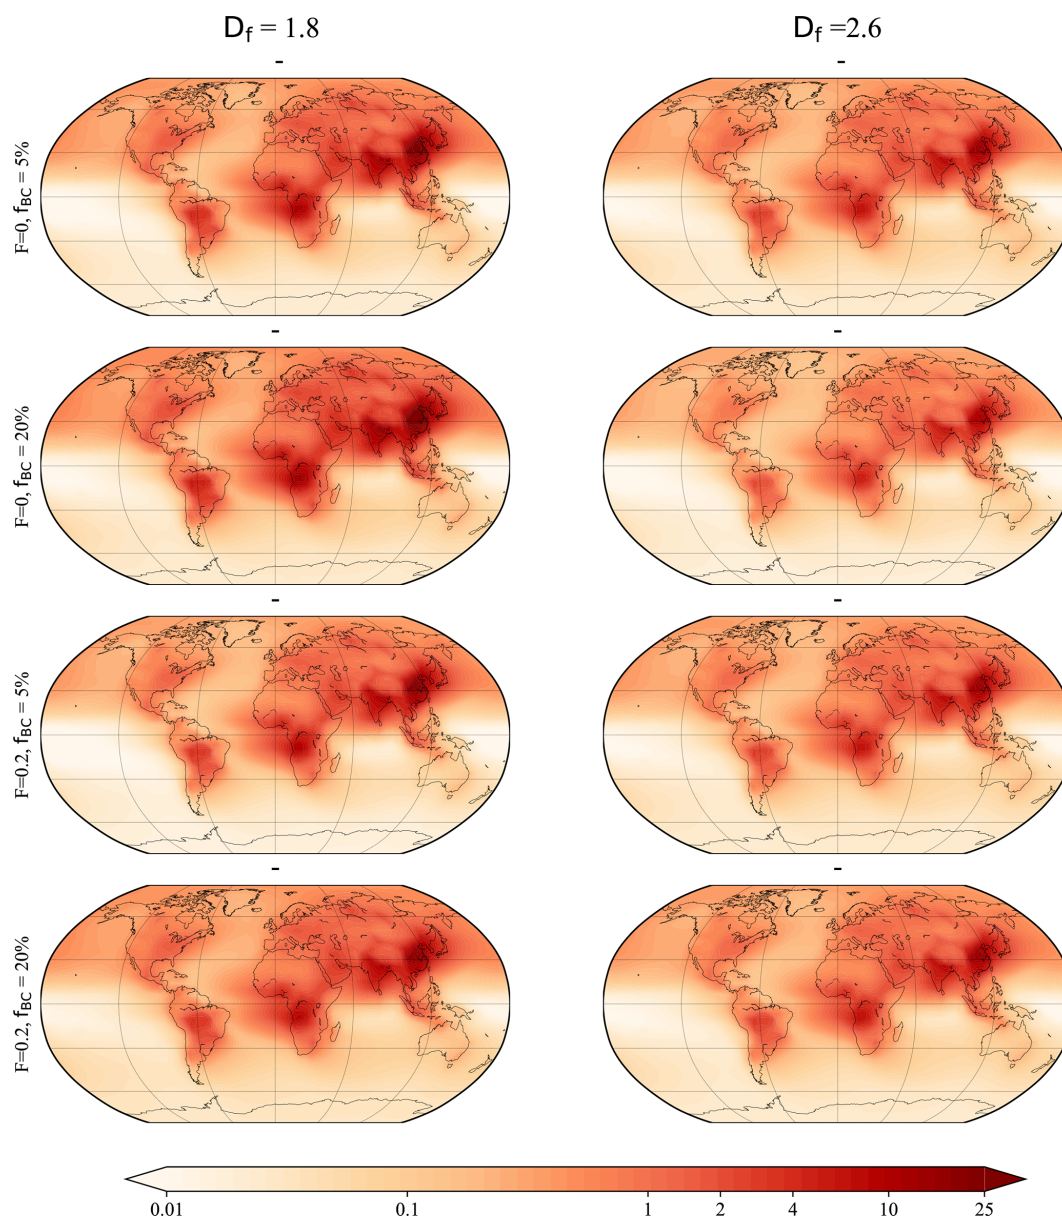 D_f = 1.8
D_f =2.6
-
-
F=0, f_BC = 5%
-
-
F=0, f_BC = 20%
-
-
F=0.2, f_BC = 5%
-
-
F=0.2, f_BC = 20%
0.01 0.1 1 2 4 10 25